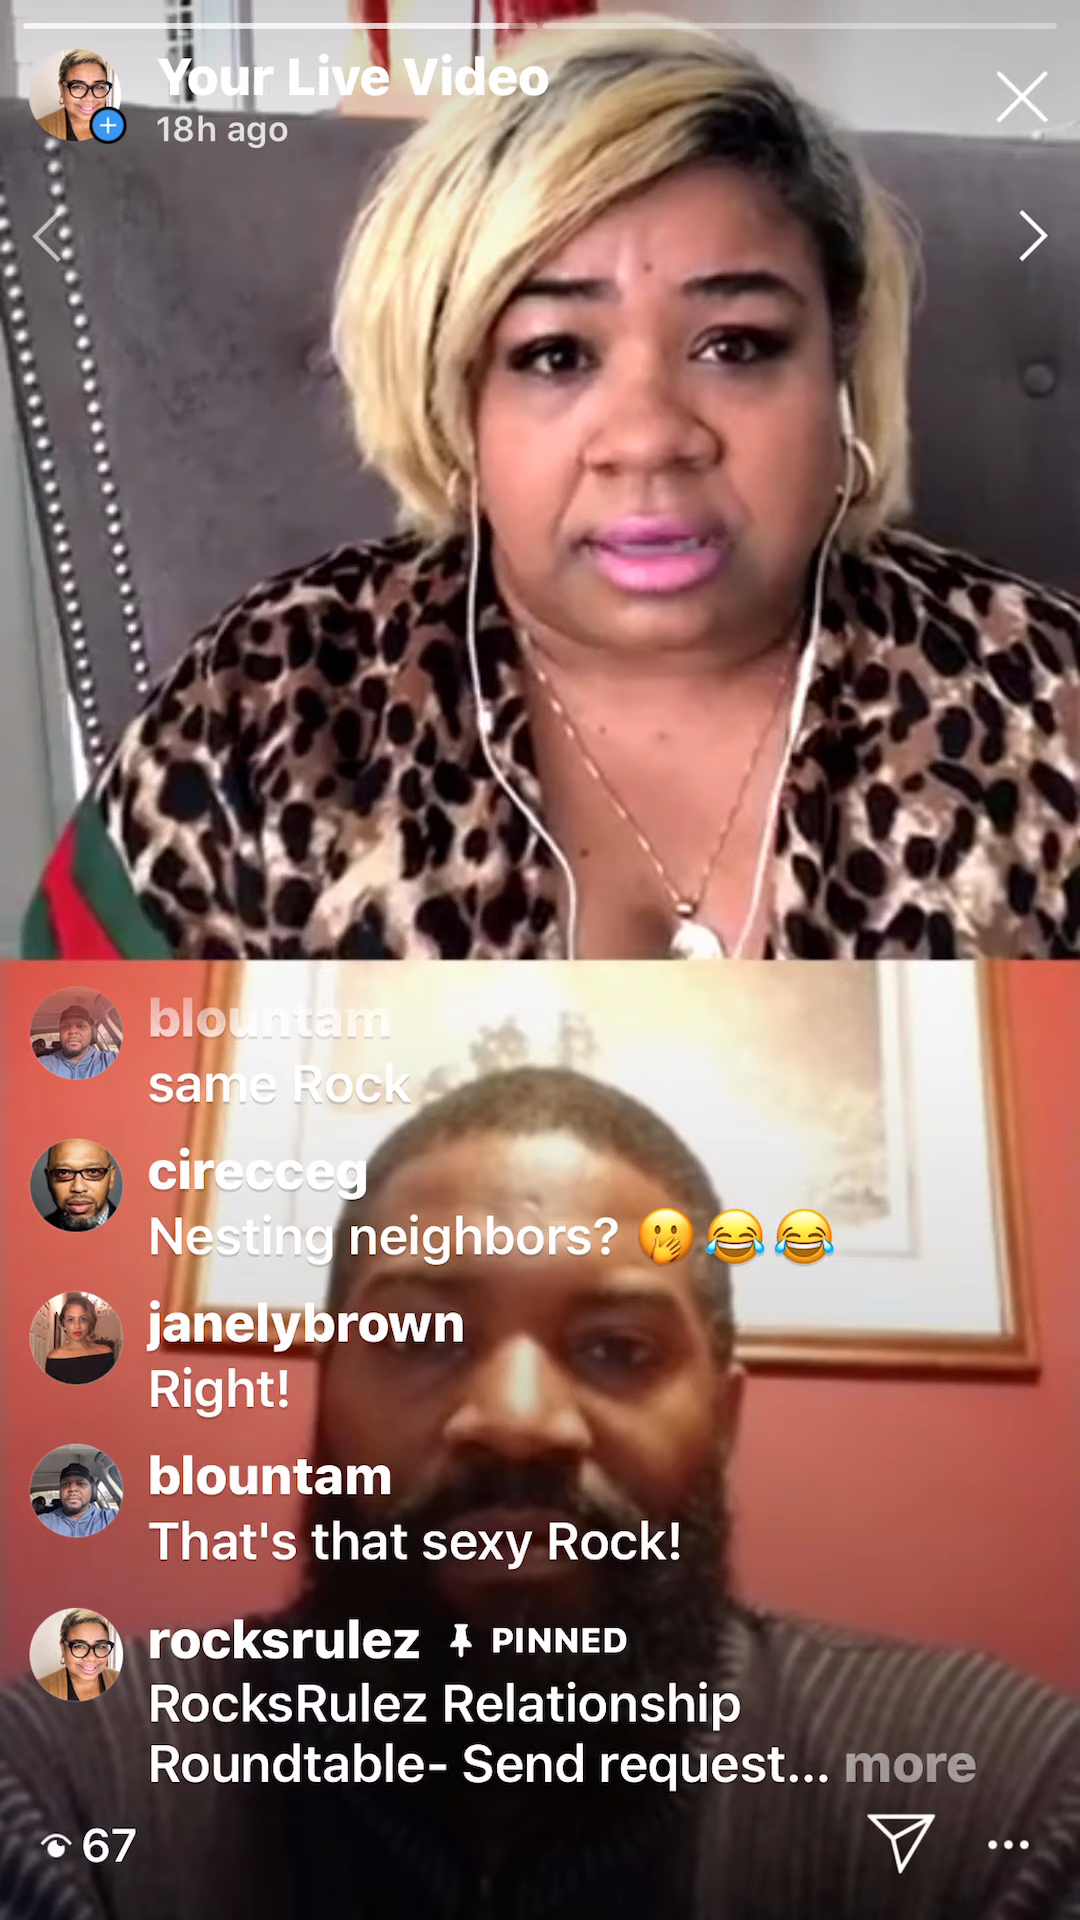 Your Live Video
18h ago
blountam
same Rock
cirecceg
Nesting neighbors? 🤭😂😂
janelybrown
Right!
blountam
That's that sexy Rock!
rocksrulez PINNED
RocksRulez Relationship
Roundtable- Send request... more
67